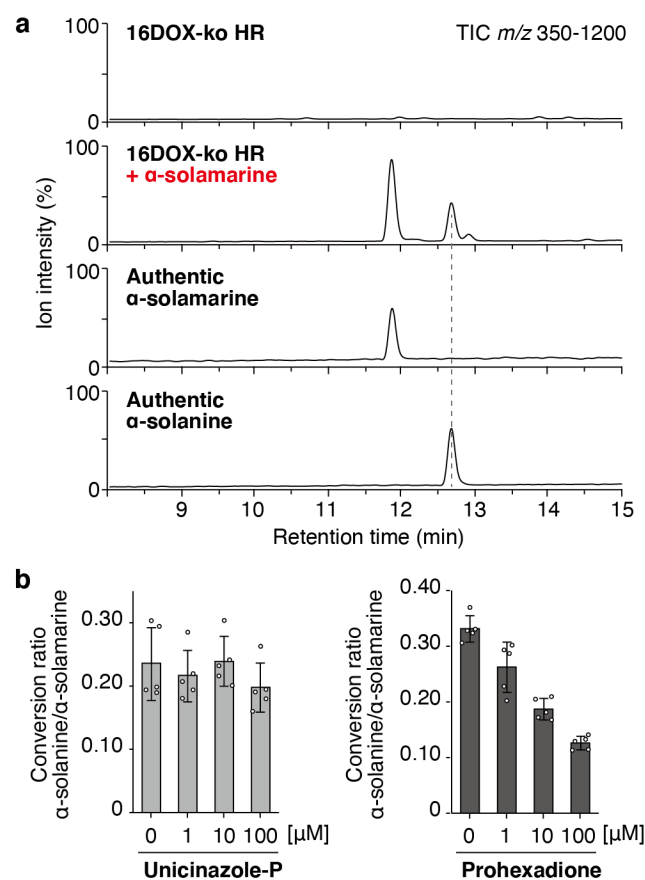 a
16DOX-ko HR
TIC m/z 350-1200
100
0
16DOX-ko HR
+ α-solamarine
100
0
Authentic
α-solamarine
100
0
Authentic
α-solanine
100
0
Ion intensity (%)
9 10 11 12 13 14 15
Retention time (min)
b
Conversion ratio
α-solanine/α-solamarine
0.30
0.20
0.10
0
0 1 10 100 [μM]
Unicinazole-P
Conversion ratio
α-solanine/α-solamarine
0.40
0.30
0.20
0.10
0
0 1 10 100 [μM]
Prohexadione